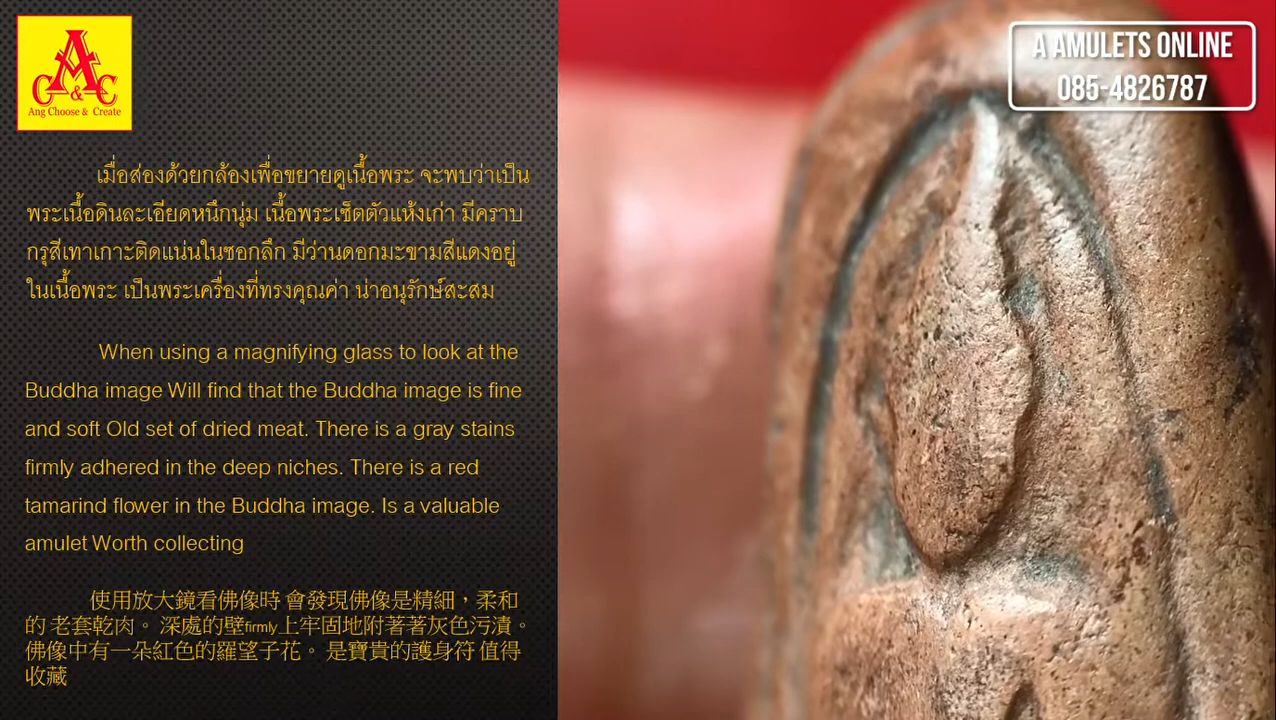 A
C & C
Ang Choose & Create
A AMULETS ONLINE
085-4826787
เมื่อส่องด้วยกล้องเพื่อขยายดูเนื้อพระ จะพบว่าเป็น
พระเนื้อดินละเอียดหนึกนุ่ม เนื้อพระเซ็ตตัวแห้งเก่า มีคราบ
กรุสีเทาเกาะติดแน่นในซอกลึก มีว่านดอกมะขามสีแดงอยู่
ในเนื้อพระ เป็นพระเครื่องที่ทรงคุณค่า น่าอนุรักษ์สะสม
When using a magnifying glass to look at the
Buddha image Will find that the Buddha image is fine
and soft Old set of dried meat. There is a gray stains
firmly adhered in the deep niches. There is a red
tamarind flower in the Buddha image. Is a valuable
amulet Worth collecting
使用放大鏡看佛像時 會發現佛像是精細，柔和
的 老套乾肉。 深處的壁firmly上牢固地附著著灰色污漬。
佛像中有一朵紅色的羅望子花。 是寶貴的護身符 值得
收藏